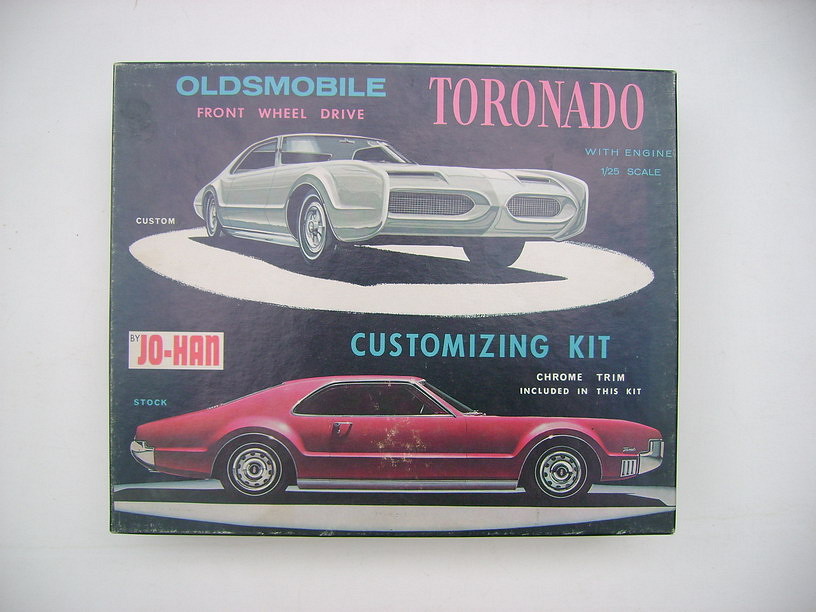 OLDSMOBILE
FRONT WHEEL DRIVE
TORONADO
WITH ENGINE
1/25 SCALE
CUSTOM
BY JO-HAN
CUSTOMIZING KIT
CHROME TRIM
INCLUDED IN THIS KIT
STOCK